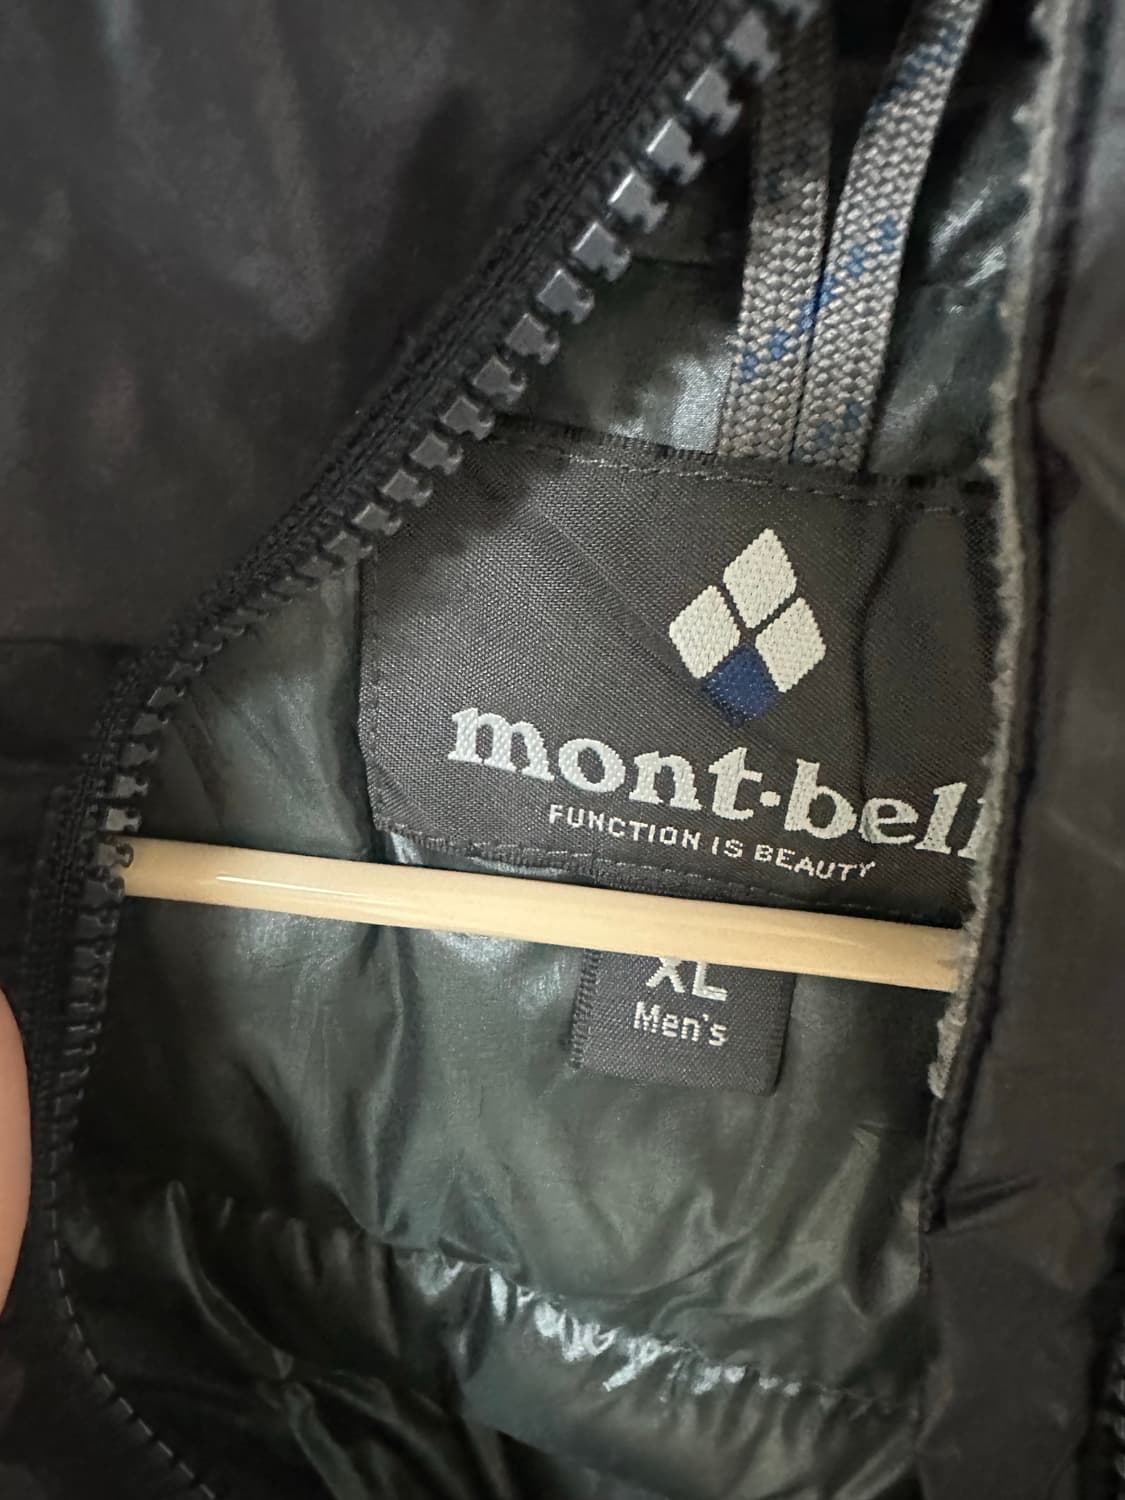 mont-bell
FUNCTION IS BEAUTY
XL
Men's